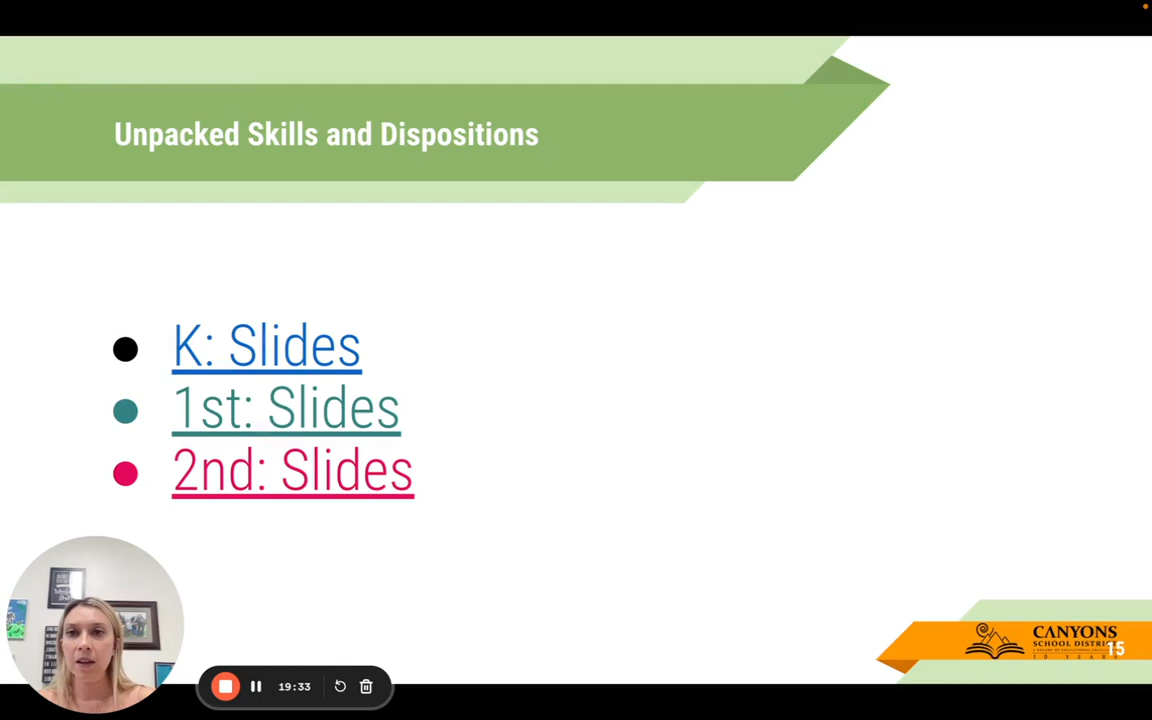 Unpacked Skills and Dispositions
K: Slides
1st: Slides
2nd: Slides
CANYONS
SCHOOL DISTRICT
15
19:33